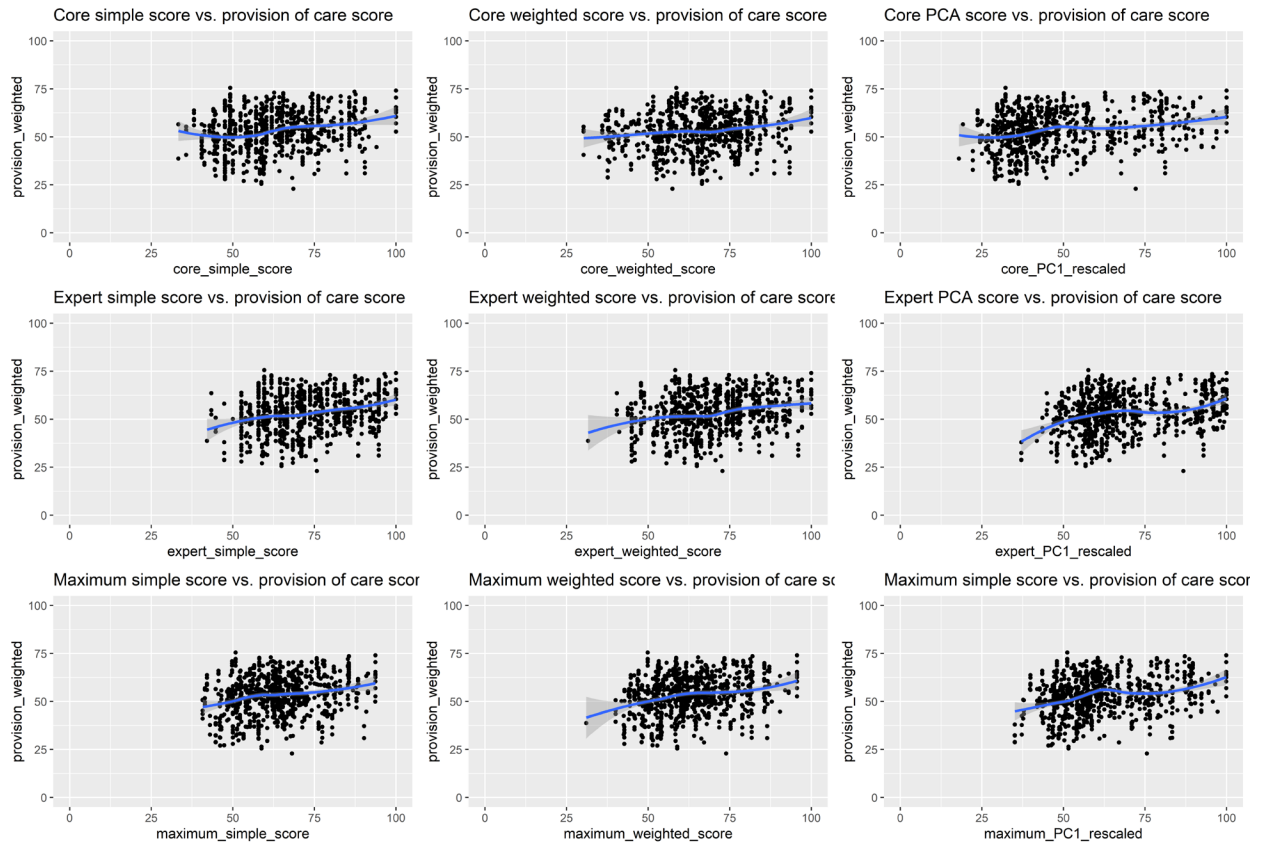 Core simple score vs. provision of care score
Core weighted score vs. provision of care score
Core PCA score vs. provision of care score
provision_weighted
100
75
50
25
0
0 25 50 75 100
core_simple_score
provision_weighted
100
75
50
25
0
0 25 50 75 100
core_weighted_score
provision_weighted
100
75
50
25
0
0 25 50 75 100
core_PC1_rescaled
Expert simple score vs. provision of care score
Expert weighted score vs. provision of care score
Expert PCA score vs. provision of care score
provision_weighted
100
75
50
25
0
0 25 50 75 100
expert_simple_score
provision_weighted
100
75
50
25
0
0 25 50 75 100
expert_weighted_score
provision_weighted
100
75
50
25
0
0 25 50 75 100
expert_PC1_rescaled
Maximum simple score vs. provision of care scor
Maximum weighted score vs. provision of care sc
Maximum simple score vs. provision of care scor
provision_weighted
100
75
50
25
0
0 25 50 75 100
maximum_simple_score
provision_weighted
100
75
50
25
0
0 25 50 75 100
maximum_weighted_score
provision_weighted
100
75
50
25
0
0 25 50 75 100
maximum_PC1_rescaled